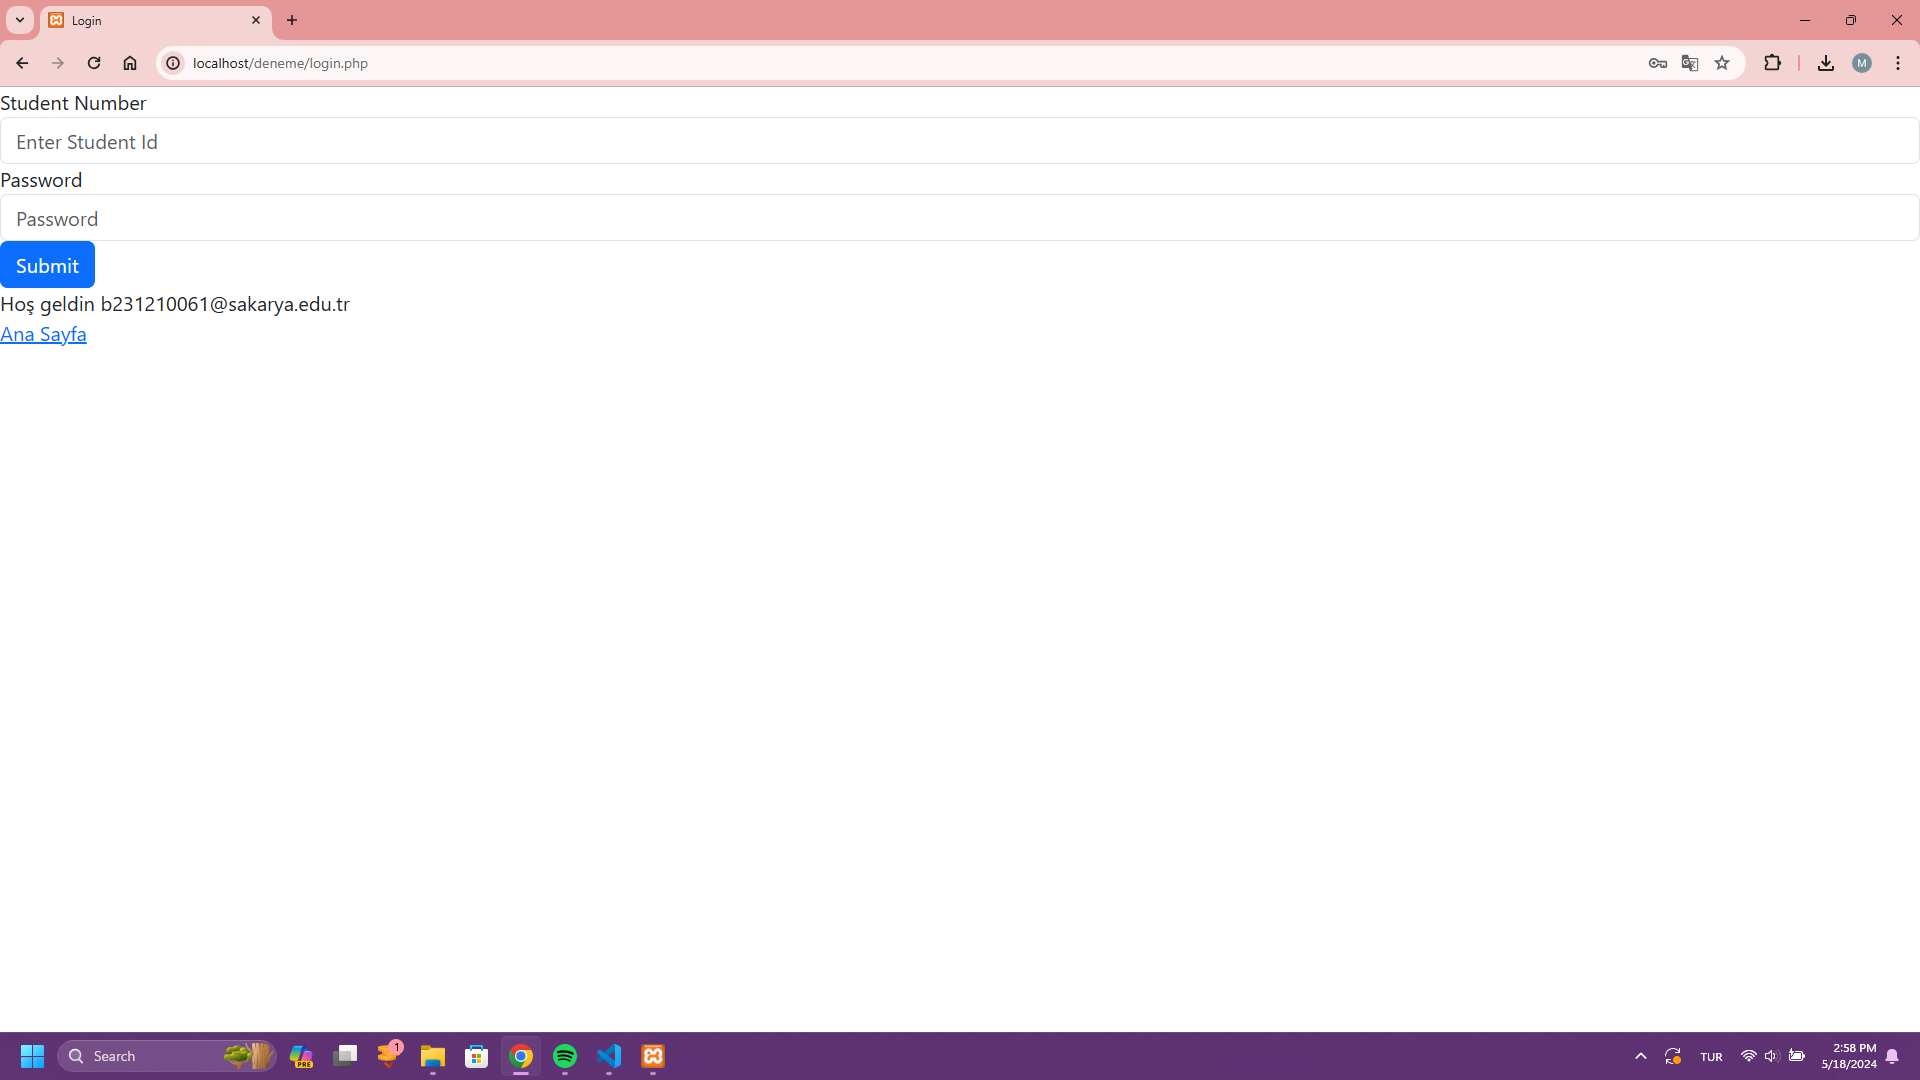 Login
localhost/deneme/login.php
M
Student Number
Enter Student Id
Password
Password
Submit
Hoş geldin b231210061@sakarya.edu.tr
Ana Sayfa
Search
PRE
1
TUR
2:58 PM
5/18/2024